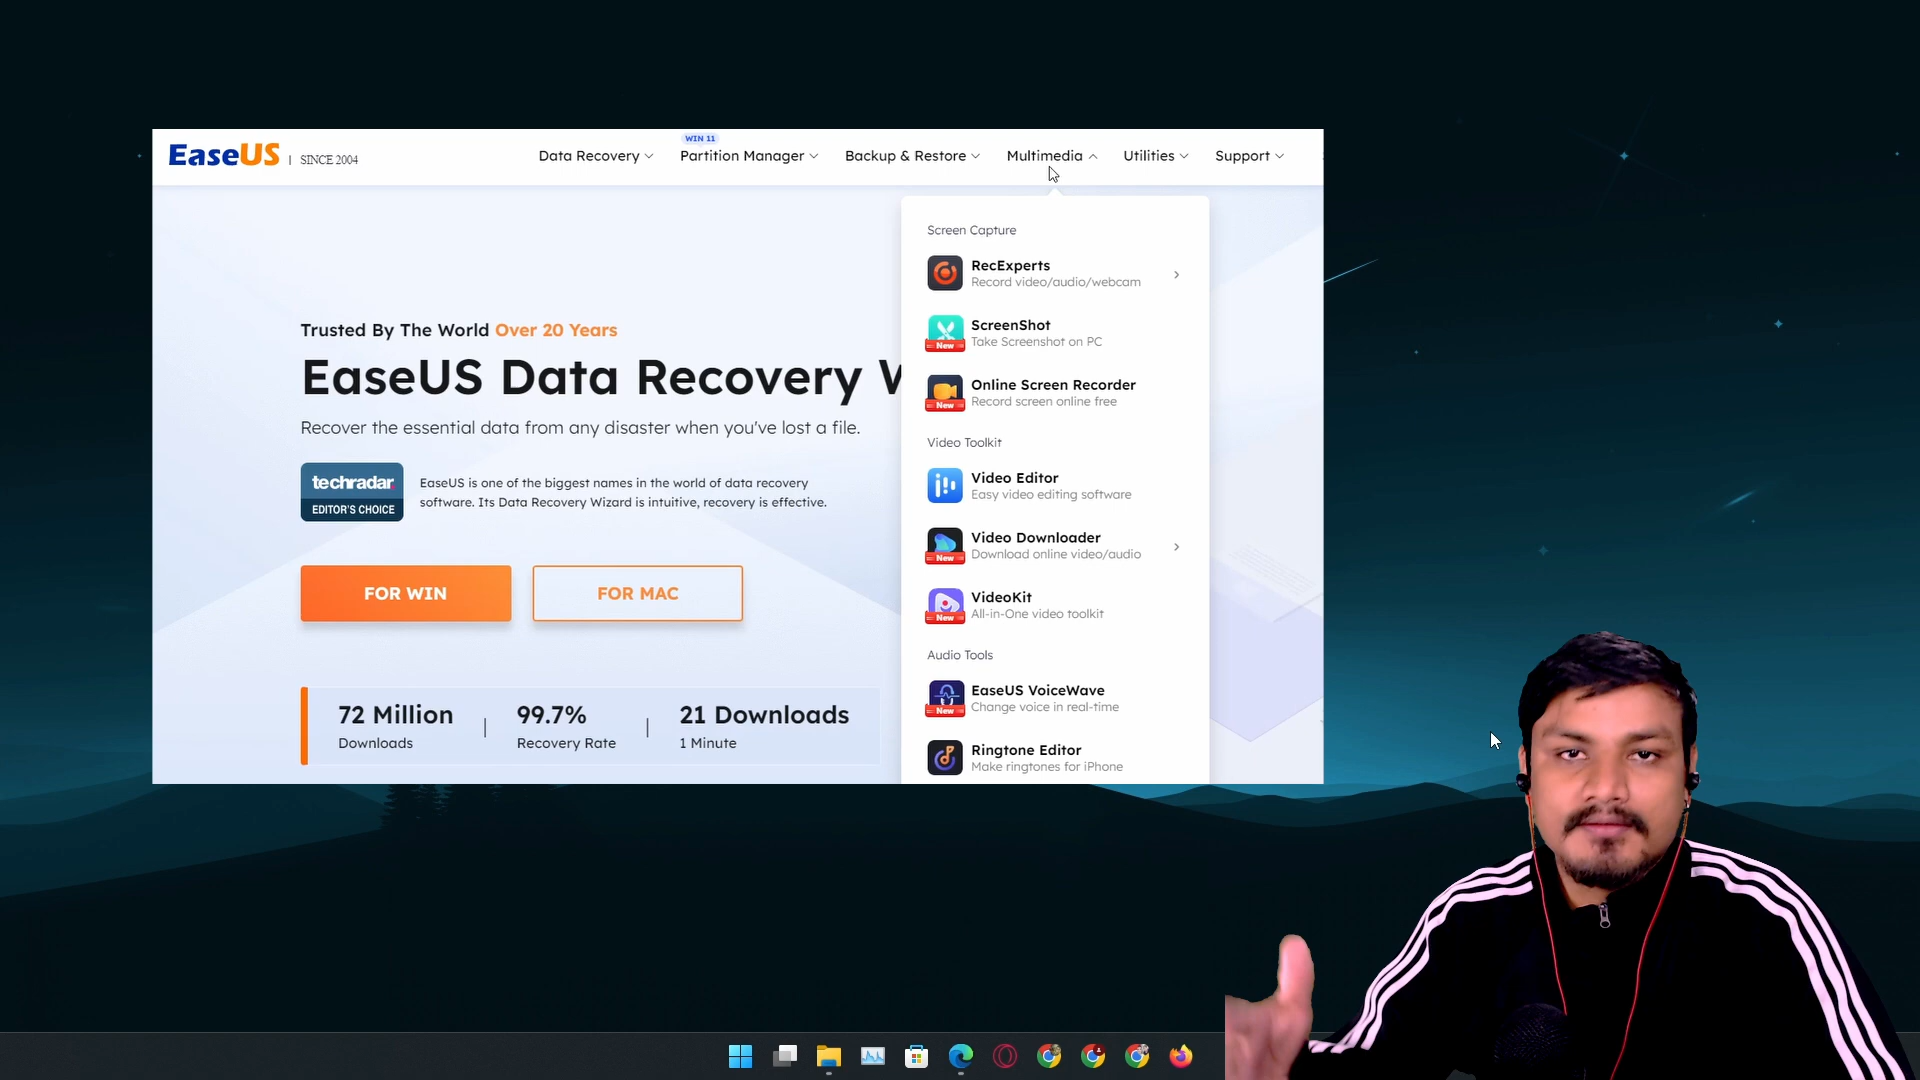 EaseUS | SINCE 2004
WIN 11
Data Recovery
Partition Manager
Backup & Restore
Multimedia
Utilities
Support
Trusted By The World Over 20 Years
EaseUS Data Recovery
Recover the essential data from any disaster when you've lost a file.
techradar.
EDITOR'S CHOICE
EaseUS is one of the biggest names in the world of data recovery
software. Its Data Recovery Wizard is intuitive, recovery is effective.
FOR WIN
FOR MAC
72 Million
Downloads
99.7%
Recovery Rate
21 Downloads
1 Minute
Screen Capture
RecExperts
Record video/audio/webcam
New
ScreenShot
Take Screenshot on PC
New
Online Screen Recorder
Record screen online free
Video Toolkit
Video Editor
Easy video editing software
New
Video Downloader
Download online video/audio
New
VideoKit
All-in-One video toolkit
Audio Tools
New
EaseUS VoiceWave
Change voice in real-time
Ringtone Editor
Make ringtones for iPhone